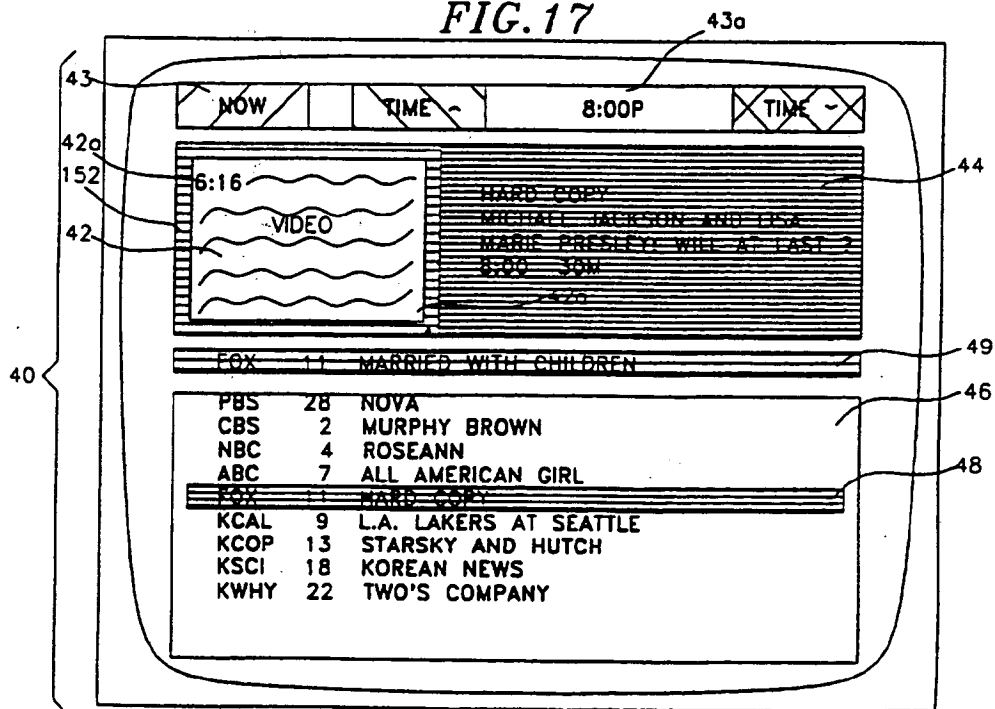 FIG.17
43a
43
NOW TIME ~ 8:00P TIME ~
42a
6:16
152
44
HARD COPY
MICHAEL JACKSON AND LISA
VIDEO
MARIE PRESLEY: WILL AT LAST ?
42
8:00 30M
42a
FOX 11 MARRIED WITH CHILDREN
49
40
46
PBS 28 NOVA
CBS 2 MURPHY BROWN
NBC 4 ROSEANN
ABC 7 ALL AMERICAN GIRL
48
FOX 11 HARD COPY
KCAL 9 L.A. LAKERS AT SEATTLE
KCOP 13 STARSKY AND HUTCH
KSCI 18 KOREAN NEWS
KWHY 22 TWO'S COMPANY